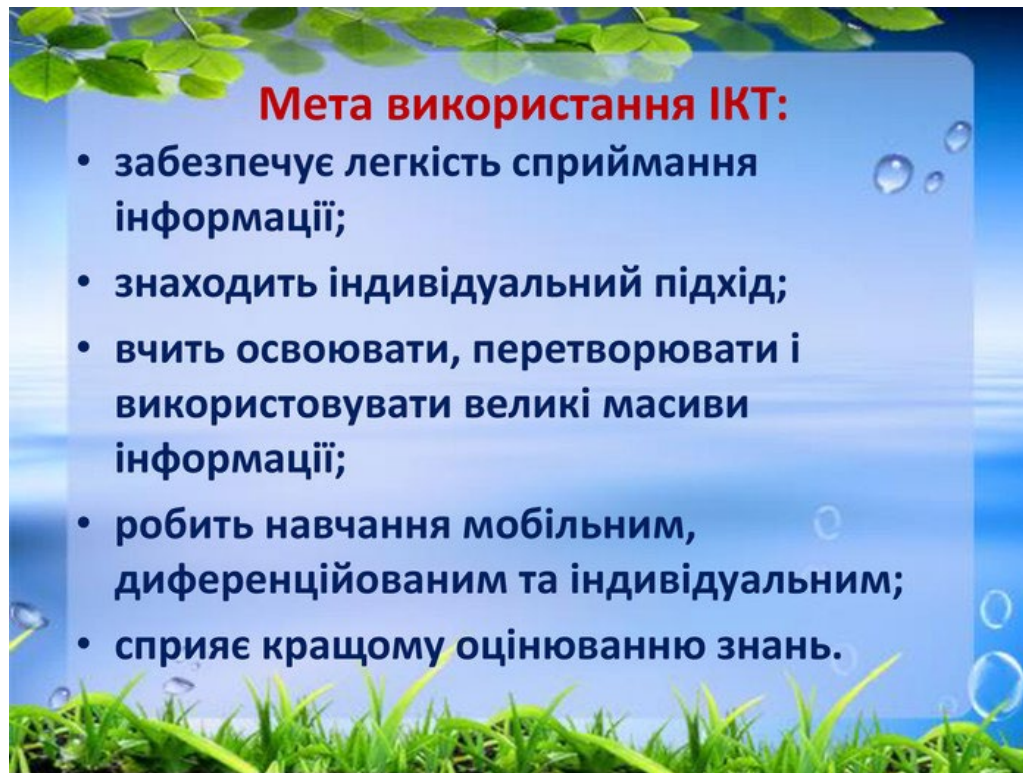 Мета використання ІКТ:
• забезпечує легкість сприймання
інформації;
• знаходить індивідуальний підхід;
• вчить освоювати, перетворювати і
використовувати великі масиви
інформації;
• робить навчання мобільним,
диференційованим та індивідуальним;
• сприяє кращому оцінюванню знань.